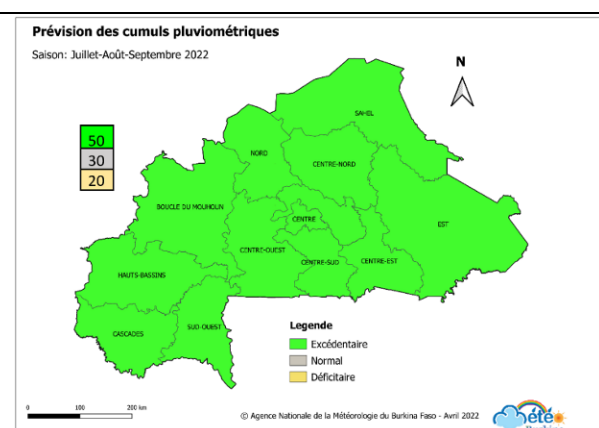 Prévision des cumuls pluviométriques
Saison: Juillet-Août-Septembre 2022
N
SAHEL
50
30
20
NORD
CENTRE-NORD
BOUCLE DU MOUHOUN
CENTRE
EST
CENTRE-OUEST
CENTRE-SUD
CENTRE-EST
HAUTS-BASSINS
CASCADES
SUD-OUEST
Legende
Excédentaire
Normal
Déficitaire
0 100 200 km
© Agence Nationale de la Météorologie du Burkina Faso - Avril 2022
été